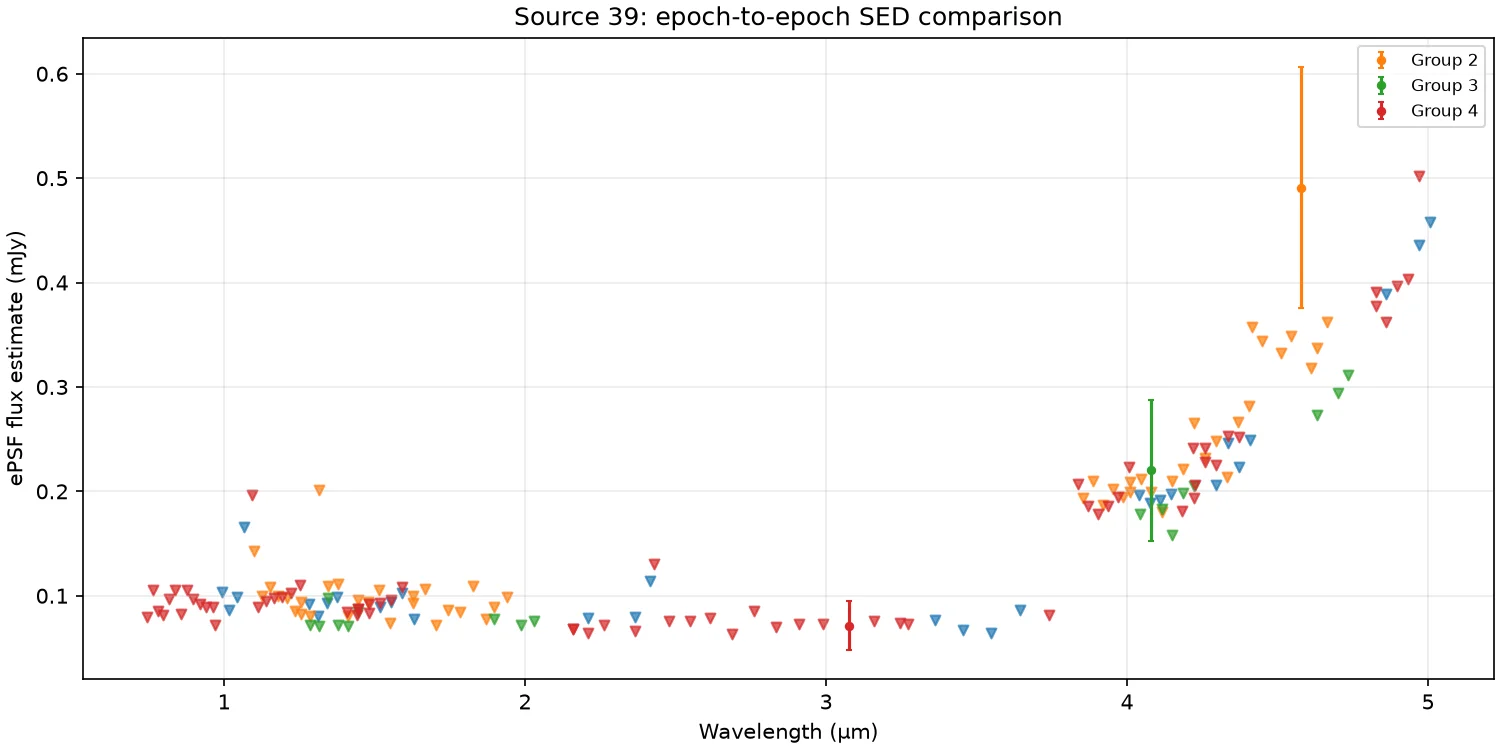 Source 39: epoch-to-epoch SED comparison
Group 2
Group 3
Group 4
ePSF flux estimate (mJy)
0.6
0.5
0.4
0.3
0.2
0.1
1 2 3 4 5
Wavelength (μm)